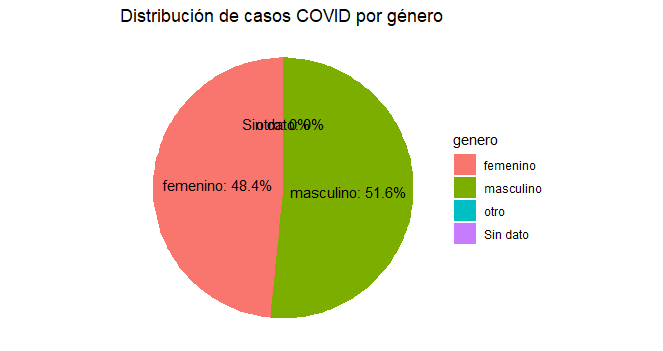 Distribución de casos COVID por género
Sin dato: 0%
otro: 0%
femenino: 48.4%
masculino: 51.6%
genero
femenino
masculino
otro
Sin dato